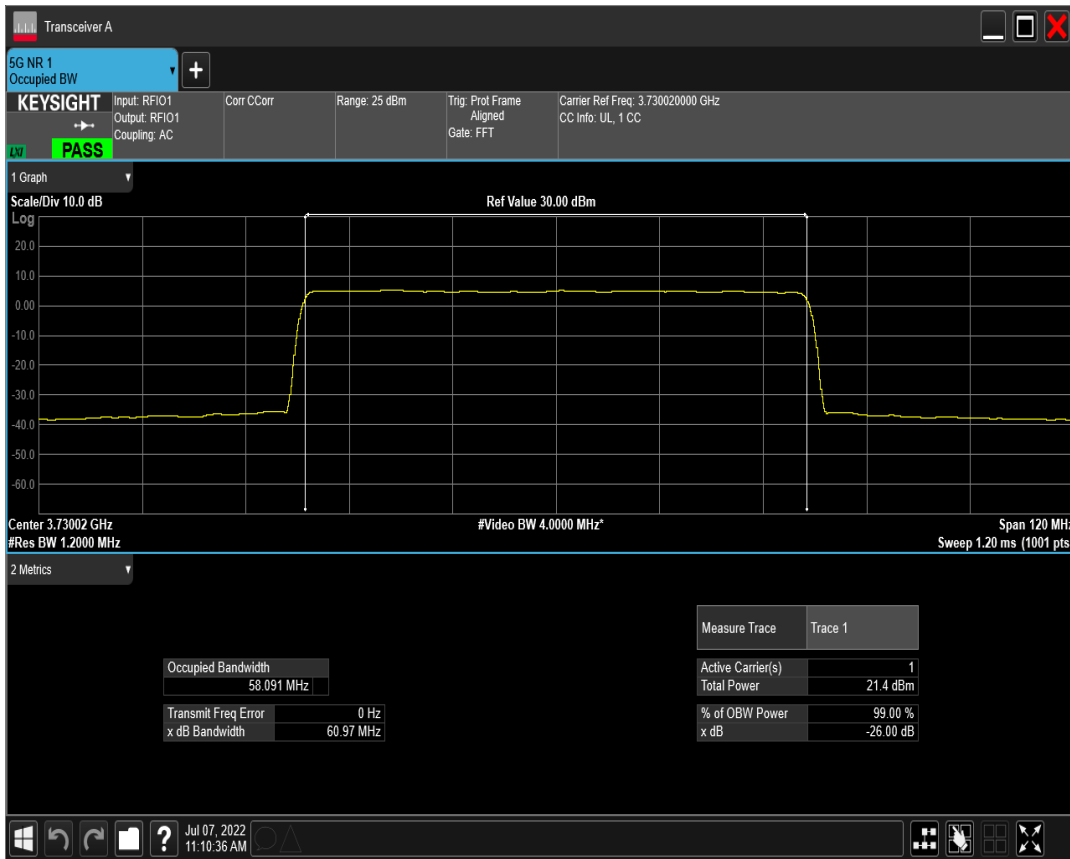 Transceiver A
5G NR 1
Occupied BW
KEYSIGHT
LXI
PASS
Input: RFIO1
Output: RFIO1
Coupling: AC
Corr CCorr
Range: 25 dBm
Trig: Prot Frame
Aligned
Gate: FFT
Carrier Ref Freq: 3.730020000 GHz
CC Info: UL, 1 CC
1 Graph
Scale/Div 10.0 dB
Ref Value 30.00 dBm
Log
20.0
10.0
0.00
-10.0
-20.0
-30.0
-40.0
-50.0
-60.0
Center 3.73002 GHz
#Video BW 4.0000 MHz*
Span 120 MHz
#Res BW 1.2000 MHz
Sweep 1.20 ms (1001 pts
2 Metrics
Measure Trace Trace 1
Occupied Bandwidth
58.091 MHz
Active Carrier(s) 1
Total Power 21.4 dBm
Transmit Freq Error 0 Hz
x dB Bandwidth 60.97 MHz
% of OBW Power 99.00 %
x dB -26.00 dB
?
Jul 07, 2022
11:10:36 AM